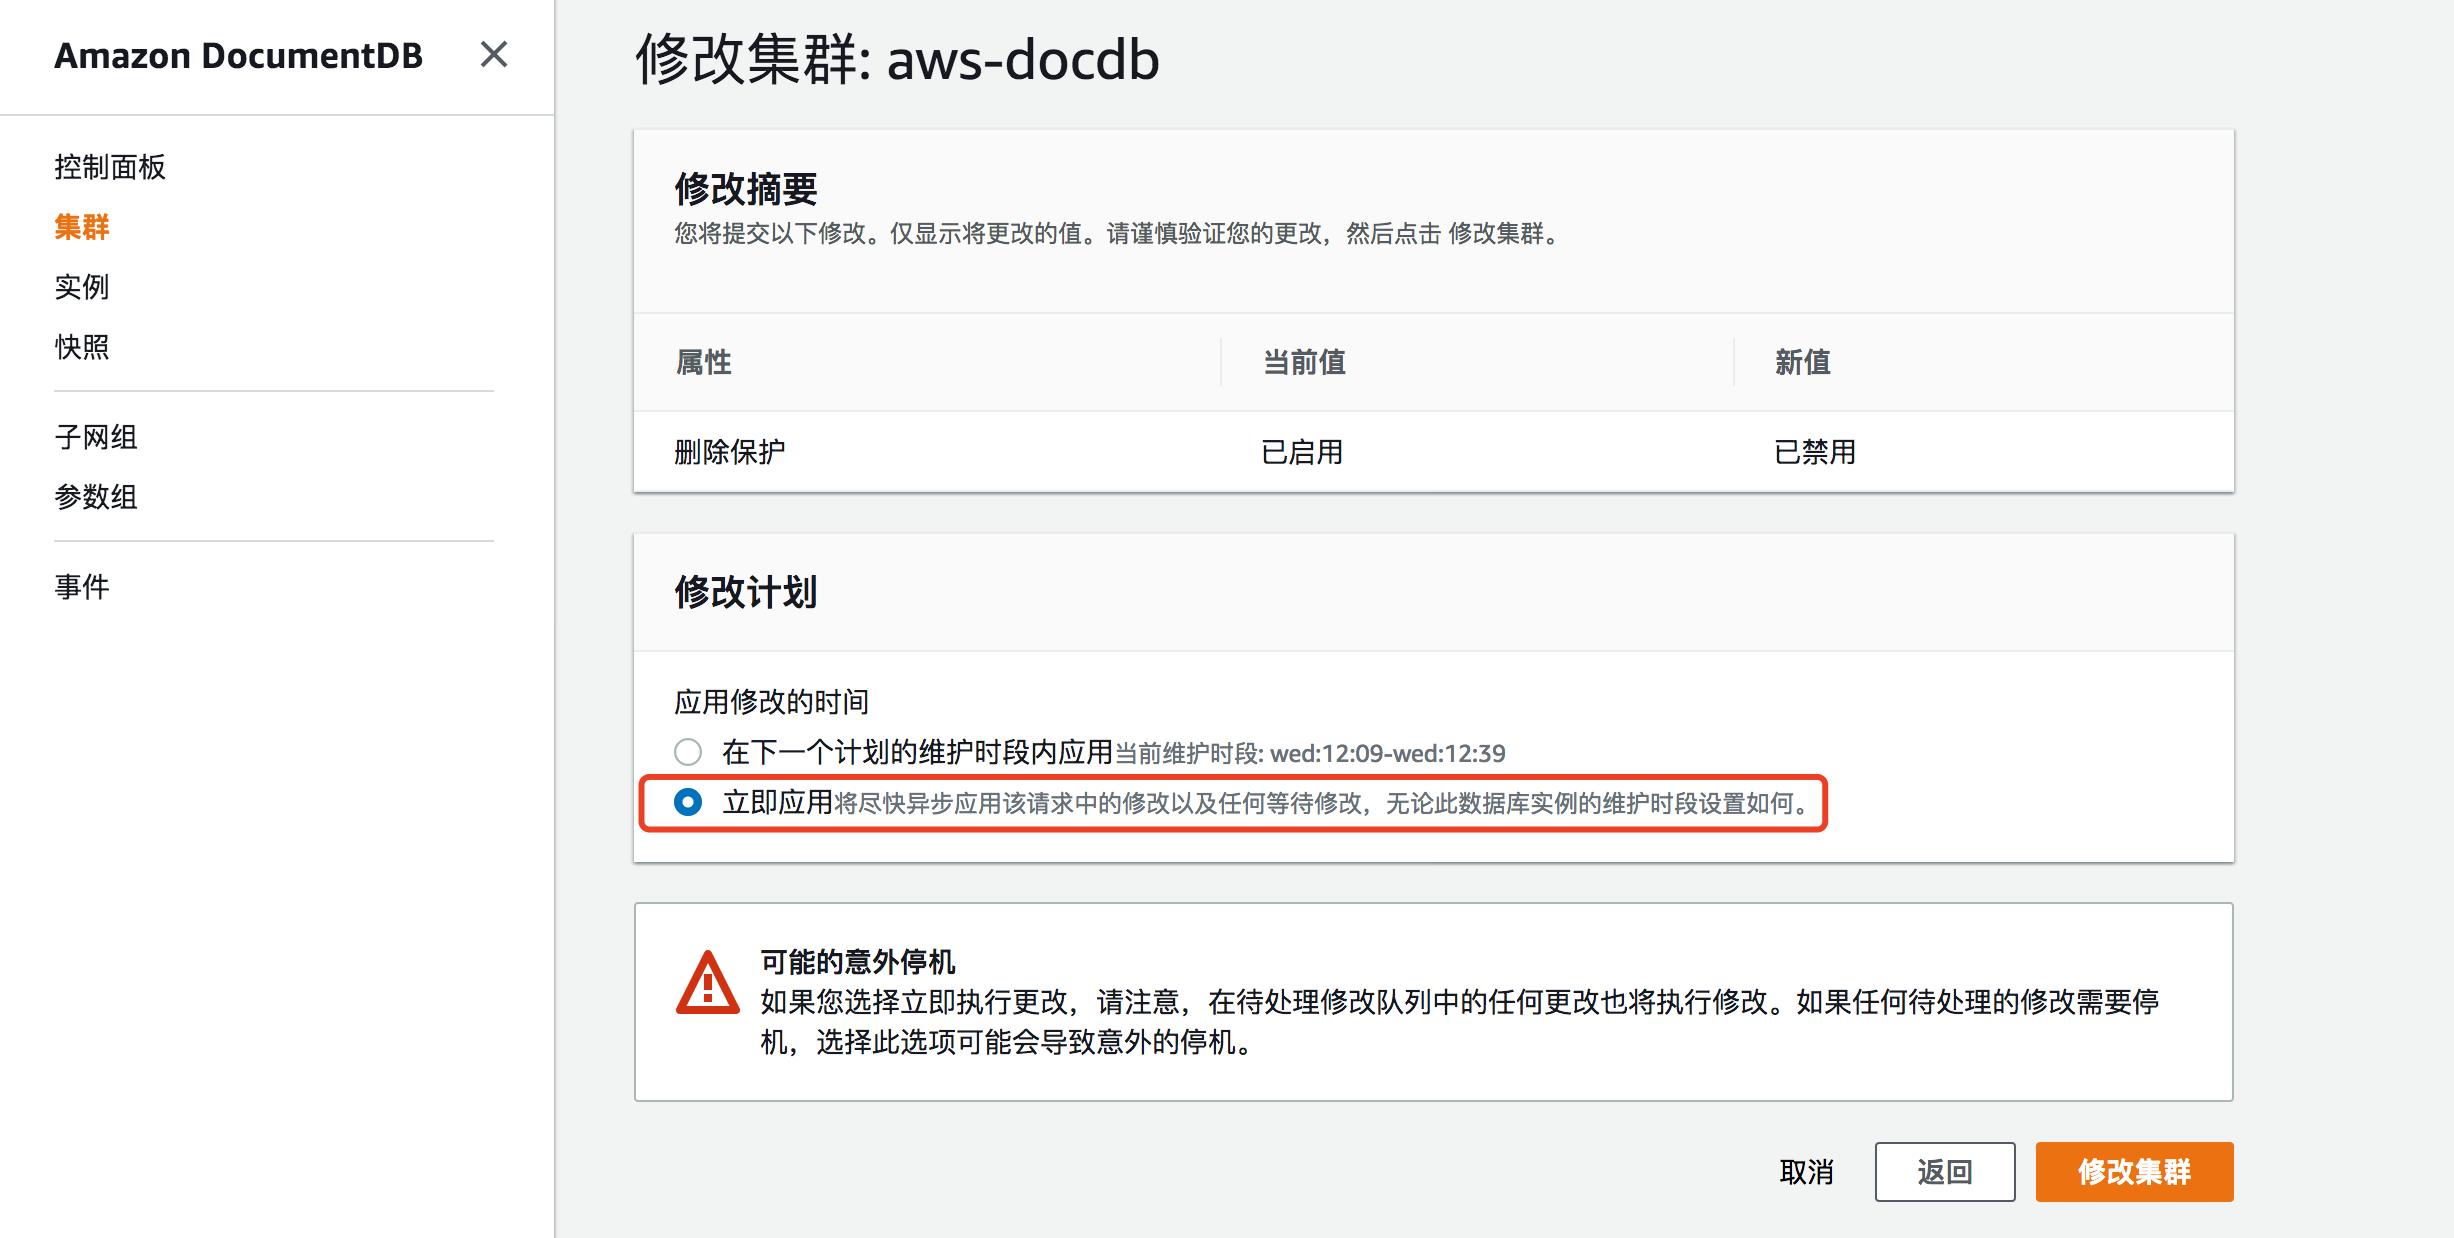 Amazon DocumentDB
控制面板
集群
实例
快照
子网组
参数组
事件
修改集群: aws-docdb
修改摘要
您将提交以下修改。仅显示将更改的值。请谨慎验证您的更改，然后点击 修改集群。
属性 当前值 新值
删除保护 已启用 已禁用
修改计划
应用修改的时间
在下一个计划的维护时段内应用当前维护时段: wed:12:09-wed:12:39
立即应用将尽快异步应用该请求中的修改以及任何等待修改，无论此数据库实例的维护时段设置如何。
可能的意外停机
如果您选择立即执行更改，请注意，在待处理修改队列中的任何更改也将执行修改。如果任何待处理的修改需要停
机，选择此选项可能会导致意外的停机。
取消 返回 修改集群